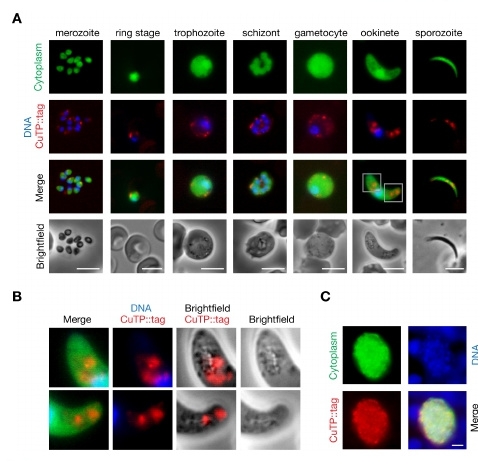 A
merozoite ring stage trophozoite schizont gametocyte ookinete sporozoite
Cytoplasm
DNA
CuTP::tag
Merge
Brightfield
B
Merge
DNA
CuTP::tag
Brightfield
CuTP::tag
Brightfield
C
Cytoplasm
DNA
CuTP::tag
Merge